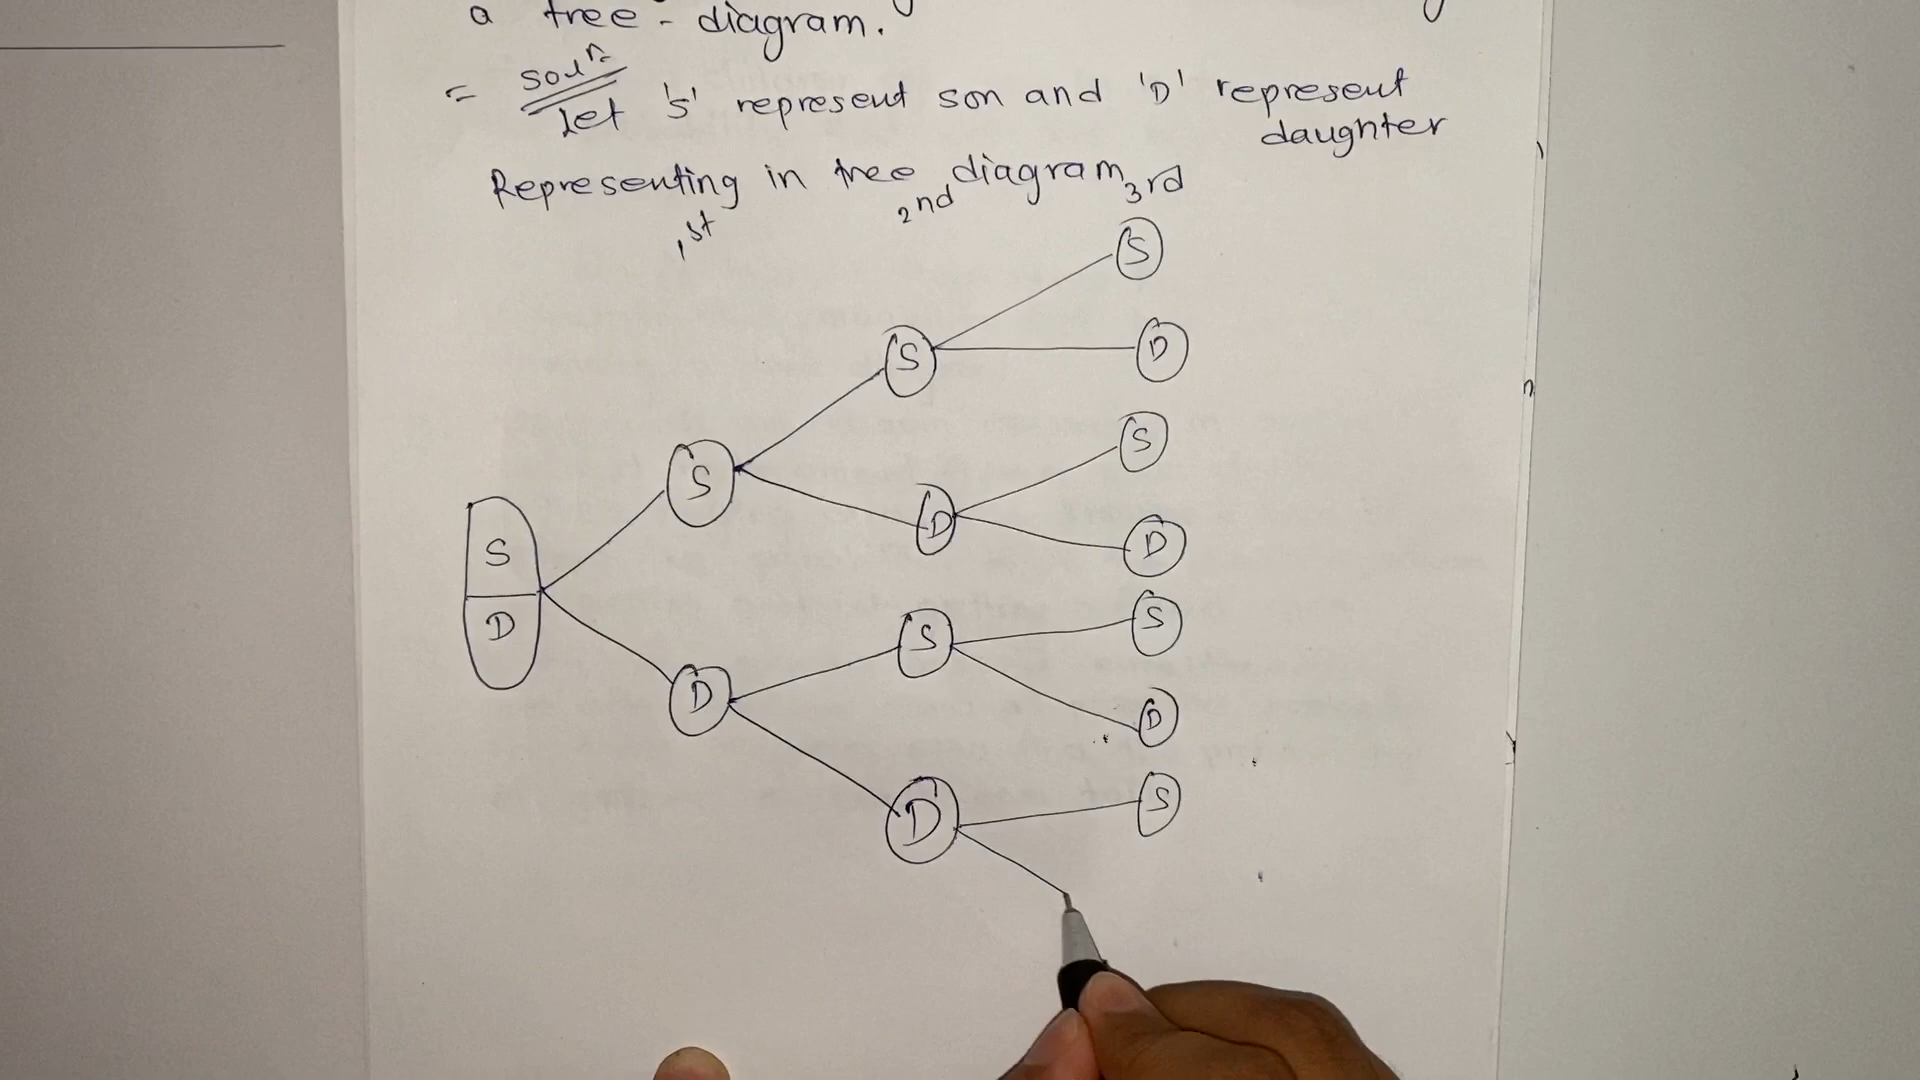 a tree - diagram.
= soln
Let 's' represent son and 'D' represent
daughter
Representing in tree diagram
1st 2nd 3rd
S
S D
S S
D D
S
D S S
D D
D S